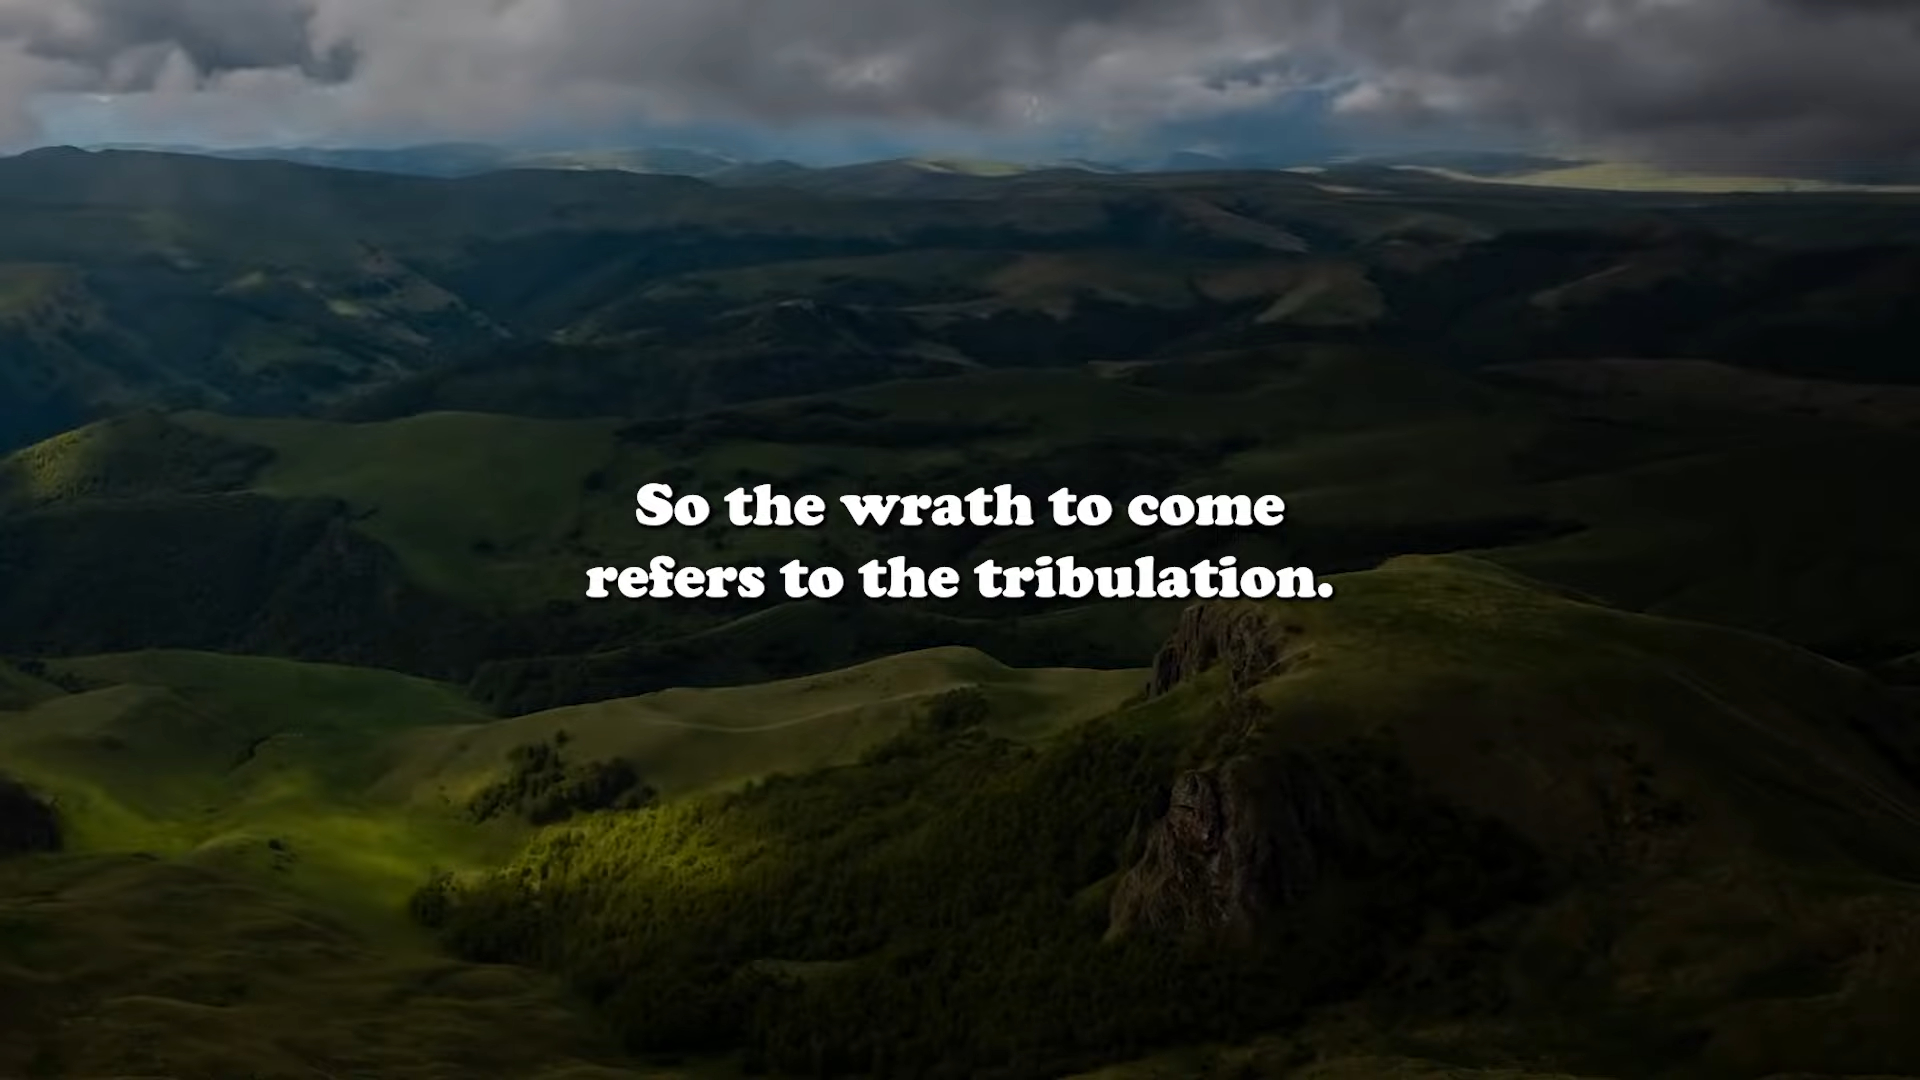 So the wrath to come
refers to the tribulation.